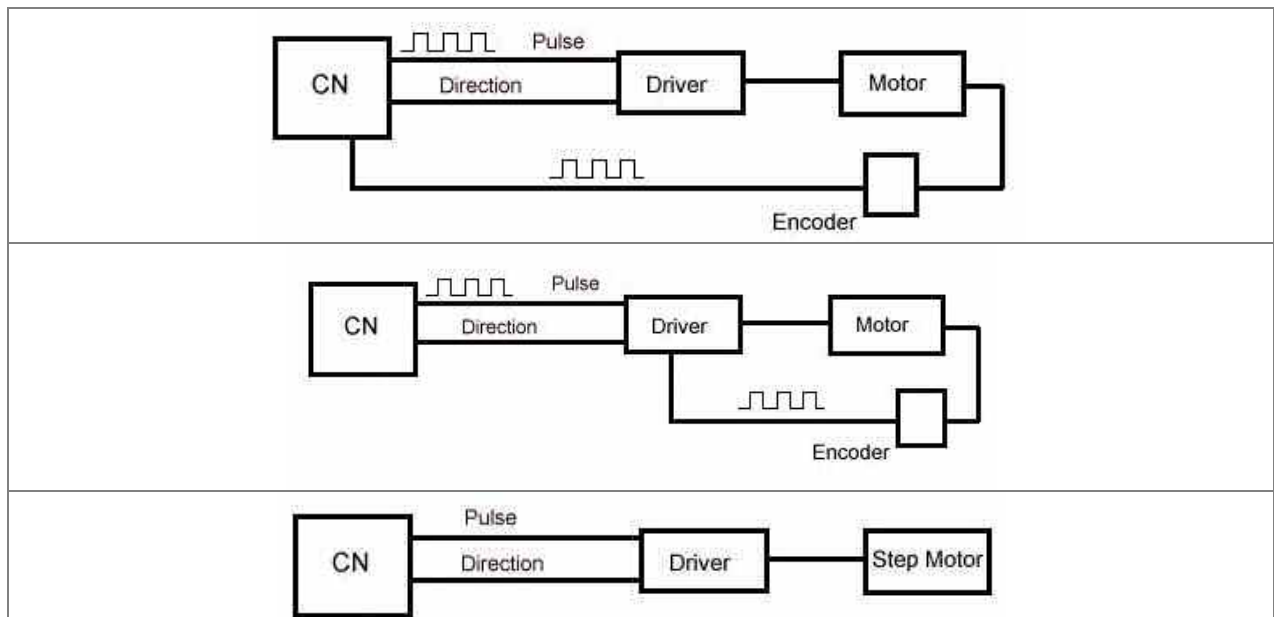 Pulse
CN
Direction
Driver
Motor
Encoder
Pulse
CN
Direction
Driver
Motor
Encoder
Pulse
CN
Direction
Driver
Step Motor